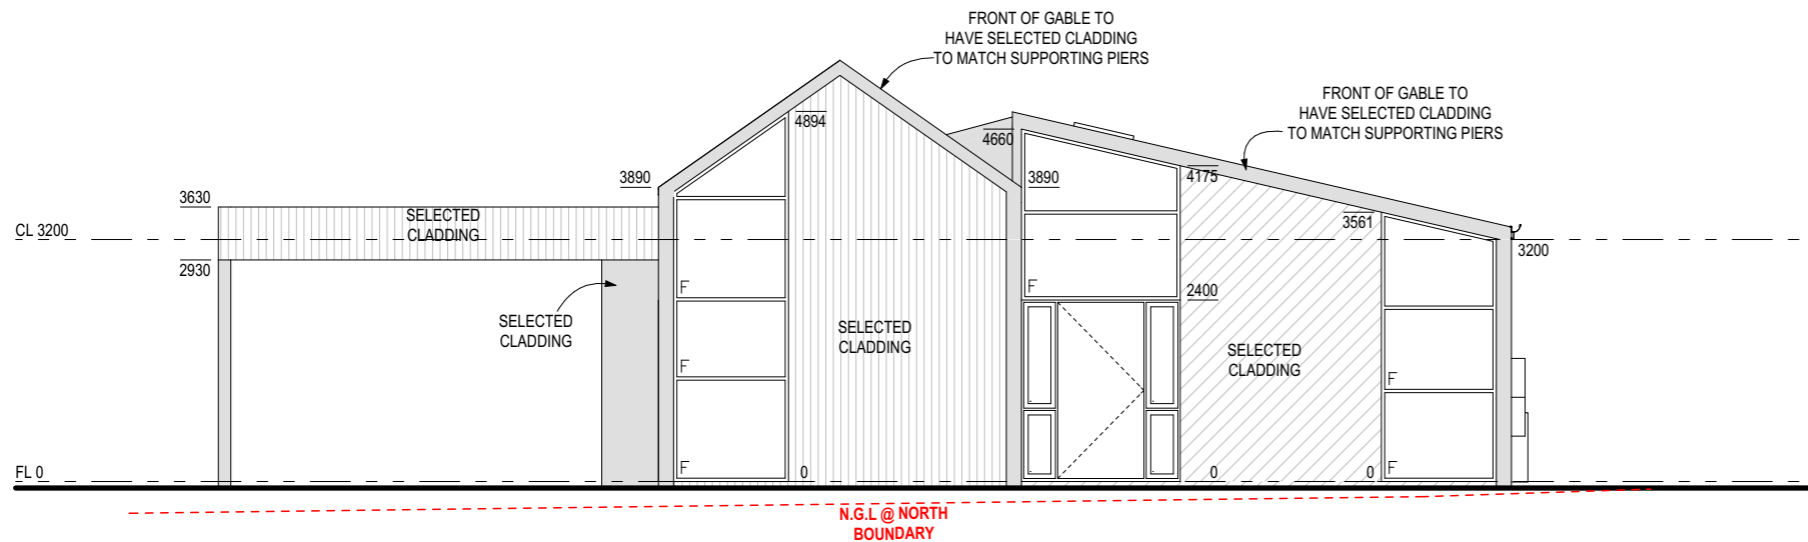 FRONT OF GABLE TO
HAVE SELECTED CLADDING
TO MATCH SUPPORTING PIERS
FRONT OF GABLE TO
HAVE SELECTED CLADDING
TO MATCH SUPPORTING PIERS
4894
4660
3890
3890
4175
3630
SELECTED
CLADDING
3561
CL 3200
3200
2930
F
F
2400
SELECTED
CLADDING
SELECTED
CLADDING
SELECTED
CLADDING
F
F
FL 0
F
0
0
0
F
N.G.L @ NORTH
BOUNDARY